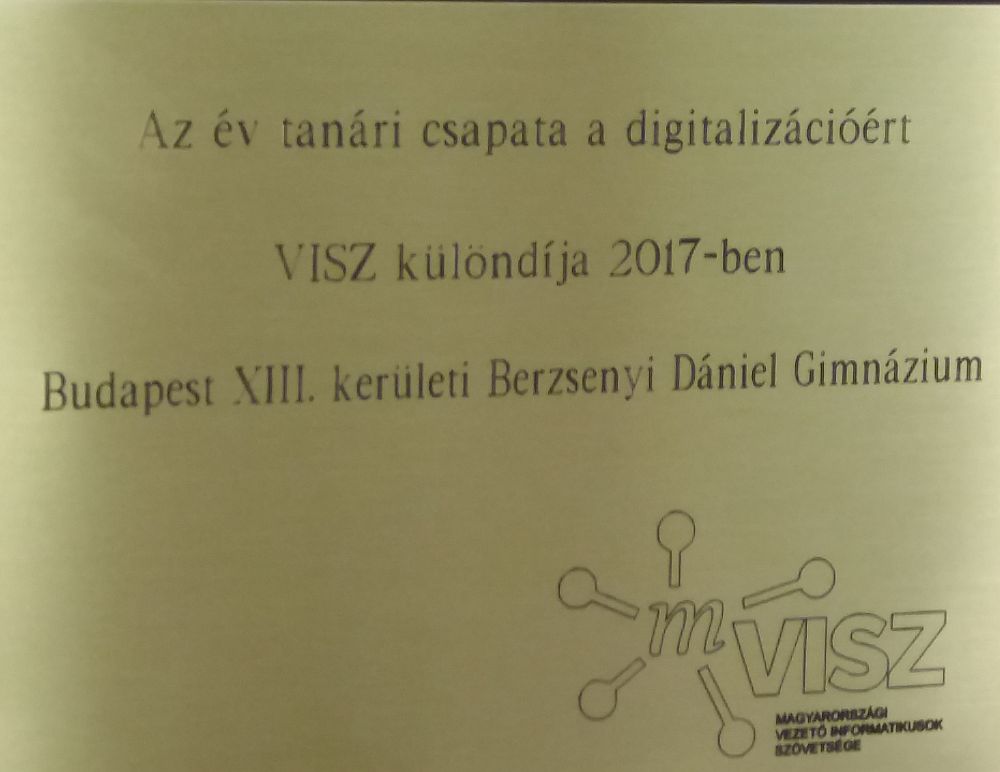 Az év tanári csapata a digitalizációért
VISZ különdíja 2017-ben
Budapest XIII. kerületi Berzsenyi Dániel Gimnázium
m VISZ
MAGYARORSZÁGI
VEZETŐ INFORMATIKUSOK
SZÖVETSÉGE